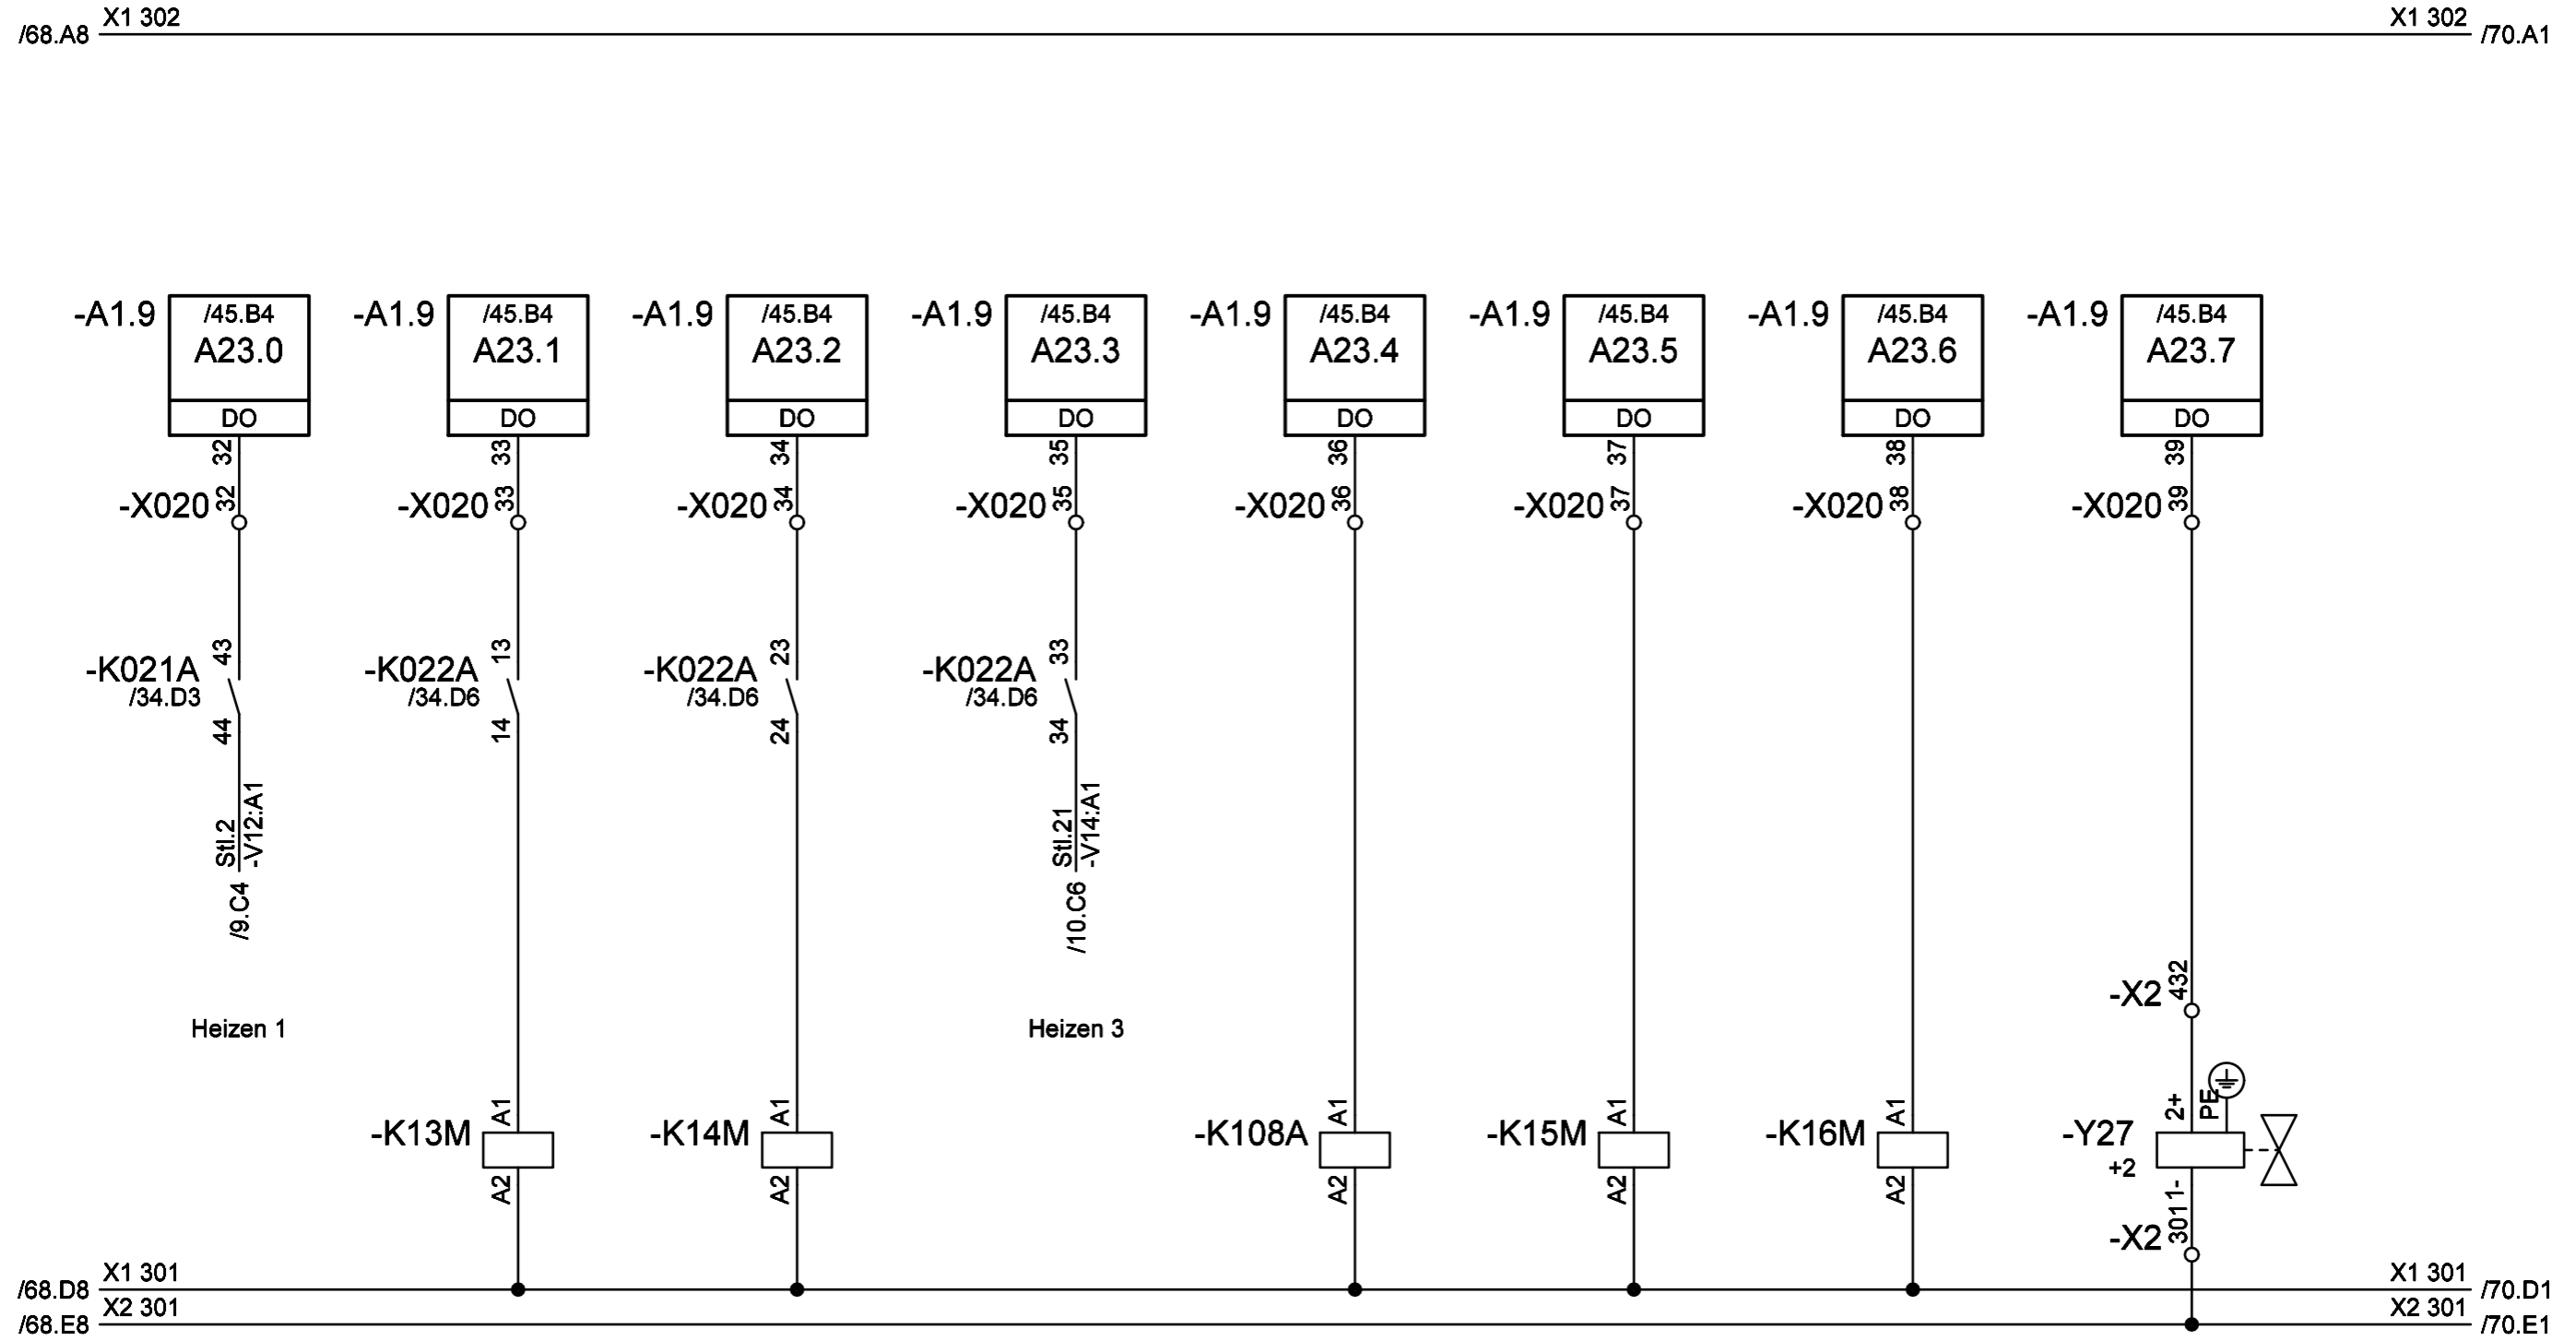 X1 302
X1 302
/68.A8
/70.A1
-A1.9 /45.B4 -A1.9 /45.B4 -A1.9 /45.B4 -A1.9 /45.B4 -A1.9 /45.B4 -A1.9 /45.B4 -A1.9 /45.B4 -A1.9 /45.B4
A23.0 A23.1 A23.2 A23.3 A23.4 A23.5 A23.6 A23.7
DO DO DO DO DO DO DO DO
32 33 34 35 36 37 38 39
-X020 32 -X020 33 -X020 34 -X020 35 -X020 36 -X020 37 -X020 38 -X020 39
43 13 23 33
-K021A -K022A -K022A -K022A
/34.D3 /34.D6 /34.D6 /34.D6
44 14 24 34
Stl.2 Stl.21
-V12:A1 -V14:A1
/9.C4 /10.C6
-X2 432
Heizen 1 Heizen 3
A1 A1 A1 A1 A1 2+ PE
-K13M -K14M -K108A -K15M -K16M -Y27
+2
A2 A2 A2 A2 A2 1-
-X2 301
X1 301
X1 301
/68.D8
/70.D1
X2 301
X2 301
/68.E8
/70.E1